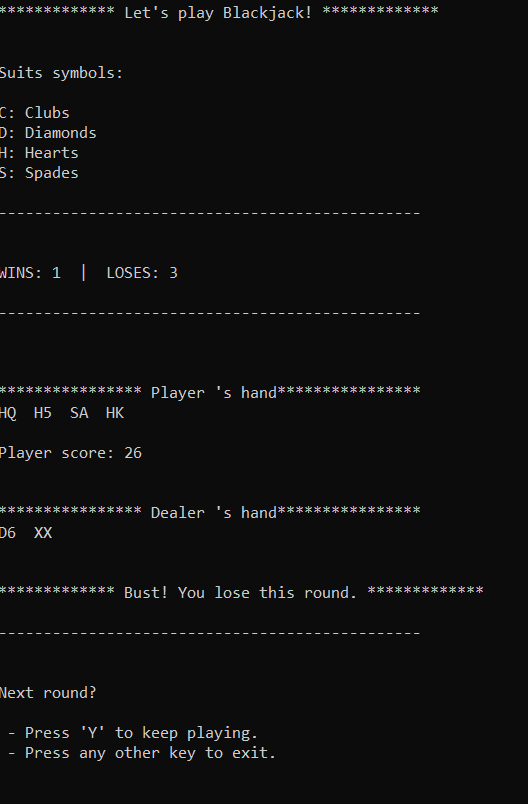 ************* Let's play Blackjack! *************
Suits symbols:
C: Clubs
D: Diamonds
H: Hearts
S: Spades
-----------------------------------------------
WINS: 1  |  LOSES: 3
-----------------------------------------------
**************** Player 's hand****************
HQ  H5  SA  HK
Player score: 26
**************** Dealer 's hand****************
D6  XX
************* Bust! You lose this round. *************
-----------------------------------------------
Next round?
- Press 'Y' to keep playing.
- Press any other key to exit.